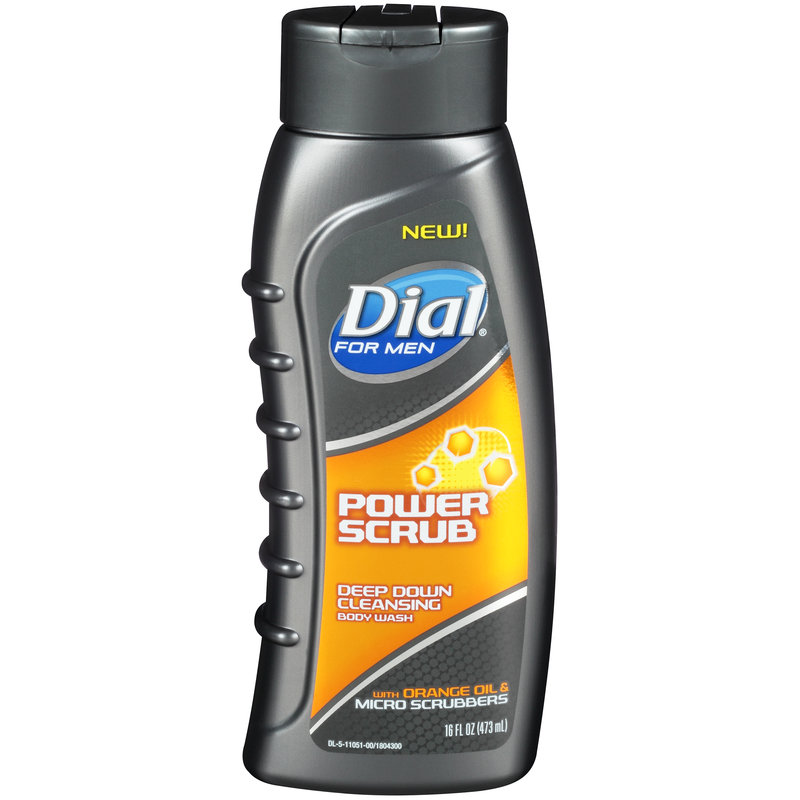 NEW!
Dial®
FOR MEN
POWER
SCRUB
DEEP DOWN
CLEANSING
BODY WASH
WITH ORANGE OIL &
MICRO SCRUBBERS
16 FL OZ (473 mL)
DL-5-11051-00/1804300